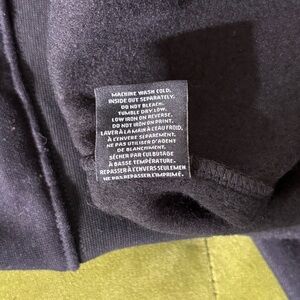 MACHINE WASH COLD,
INSIDE OUT SEPARATELY.
DO NOT BLEACH.
TUMBLE DRY LOW.
LOW IRON ON REVERSE.
DO NOT IRON ON PRINT.
LAVER À LA MAIN À L'EAU FROID,
À L'ENVERS SÉPARÉMENT.
NE PAS UTILISER D'AGENT
DE BLANCHIMENT.
SÉCHER PAR CULBUTAGE
À BASSE TEMPÉRATURE.
REPASSER À L'ENVERS SEULEMEN
NE PAS REPASSER L'IMPRIMÉ.